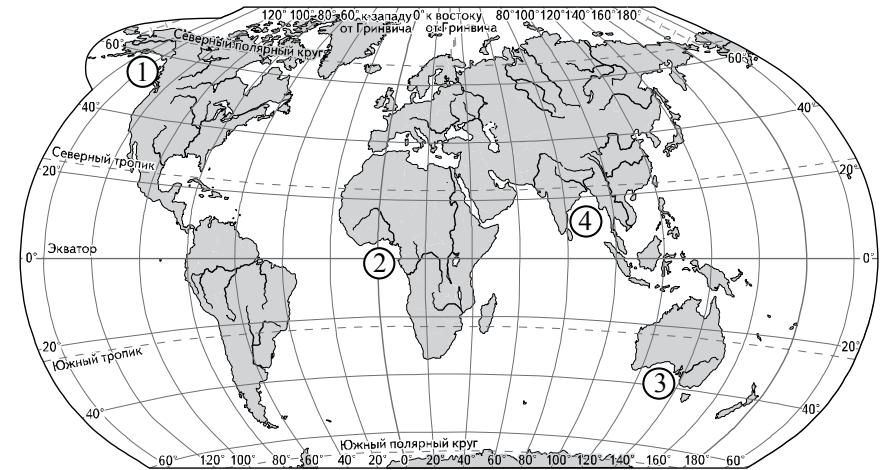 120° 100° 80° 60° к западу 0° к востоку 80° 100° 120° 140° 160° 180°
от Гринвича от Гринвича
60° Северный полярный круг 60°
1
40° 40°
Северный тропик
20° 20°
4
Экватор
0° 2 0°
20° 20°
Южный тропик
3
40° 40°
Южный полярный круг
60° 120° 100° 80° 60° 40° 20° 0° 20° 40° 60° 80° 100° 120° 140° 160° 180° 60°